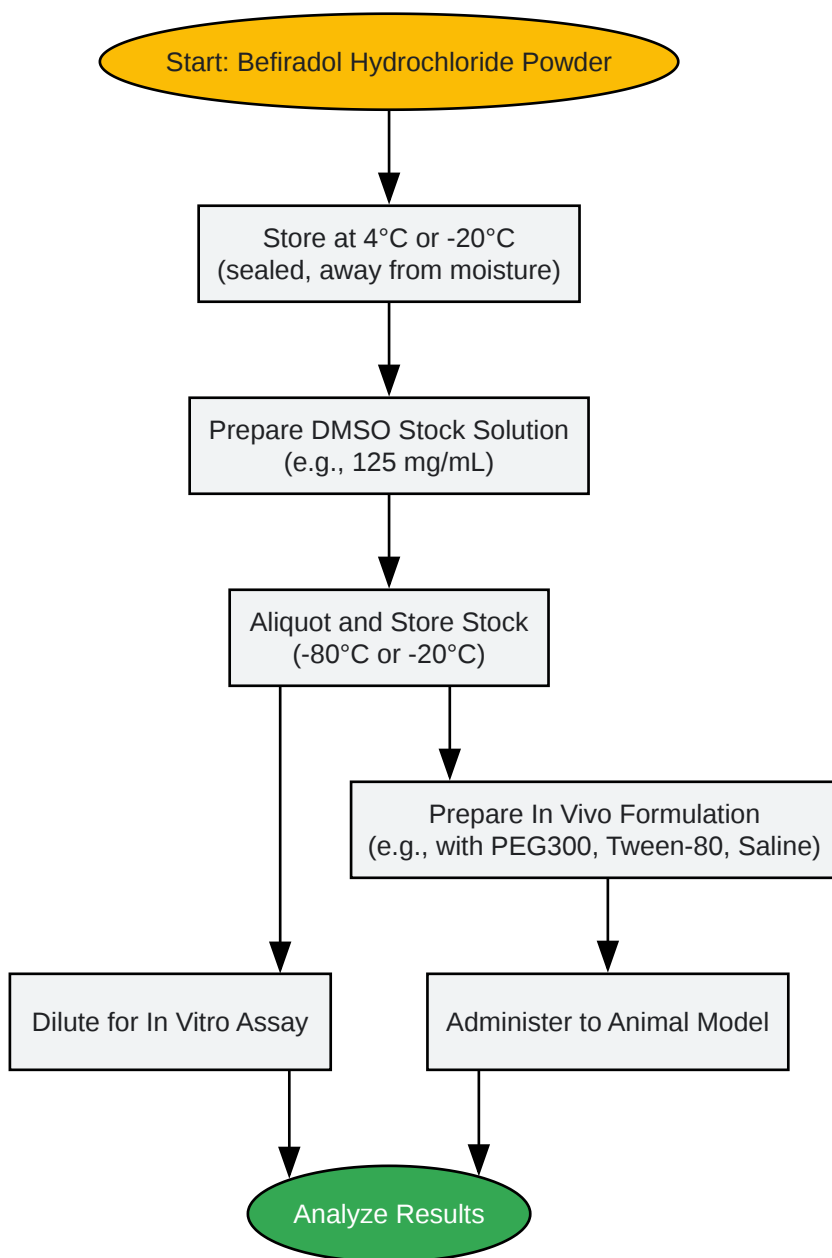 Start: Befiradol Hydrochloride Powder
Store at 4°C or -20°C
(sealed, away from moisture)
Prepare DMSO Stock Solution
(e.g., 125 mg/mL)
Aliquot and Store Stock
(-80°C or -20°C)
Prepare In Vivo Formulation
(e.g., with PEG300, Tween-80, Saline)
Dilute for In Vitro Assay
Administer to Animal Model
Analyze Results